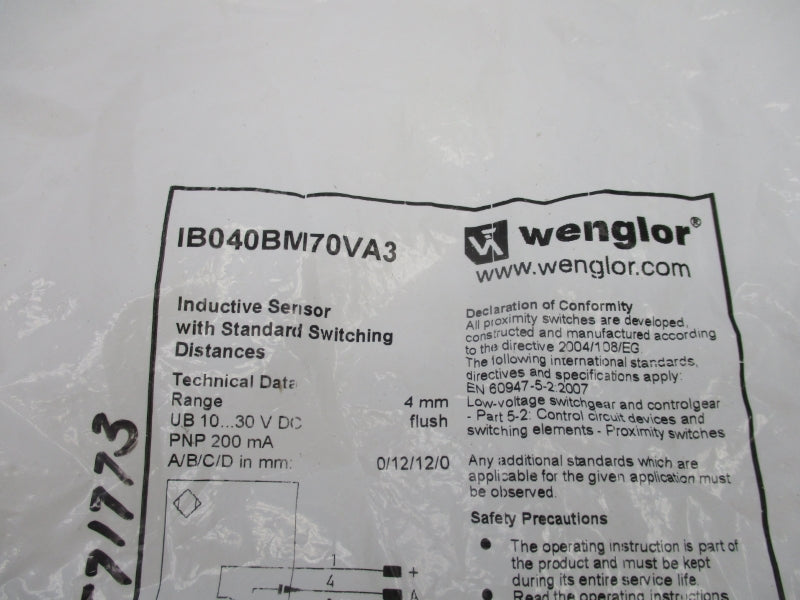 IB040BM70VA3
Inductive Sensor
with Standard Switching
Distances
Technical Data
Range 4 mm
UB 10...30 V DC flush
PNP 200 mA
A/B/C/D in mm: 0/12/12/0
1 +
4 A
wenglor®
www.wenglor.com
Declaration of Conformity
All proximity switches are developed,
constructed and manufactured according
to the directive 2004/108/EG.
The following international standards,
directives and specifications apply:
EN 60947-5-2:2007
Low-voltage switchgear and controlgear
- Part 5-2: Control circuit devices and
switching elements - Proximity switches
Any additional standards which are
applicable for the given application must
be observed.
Safety Precautions
• The operating instruction is part of
the product and must be kept
during its entire service life.
• Read the operating instructions
71773